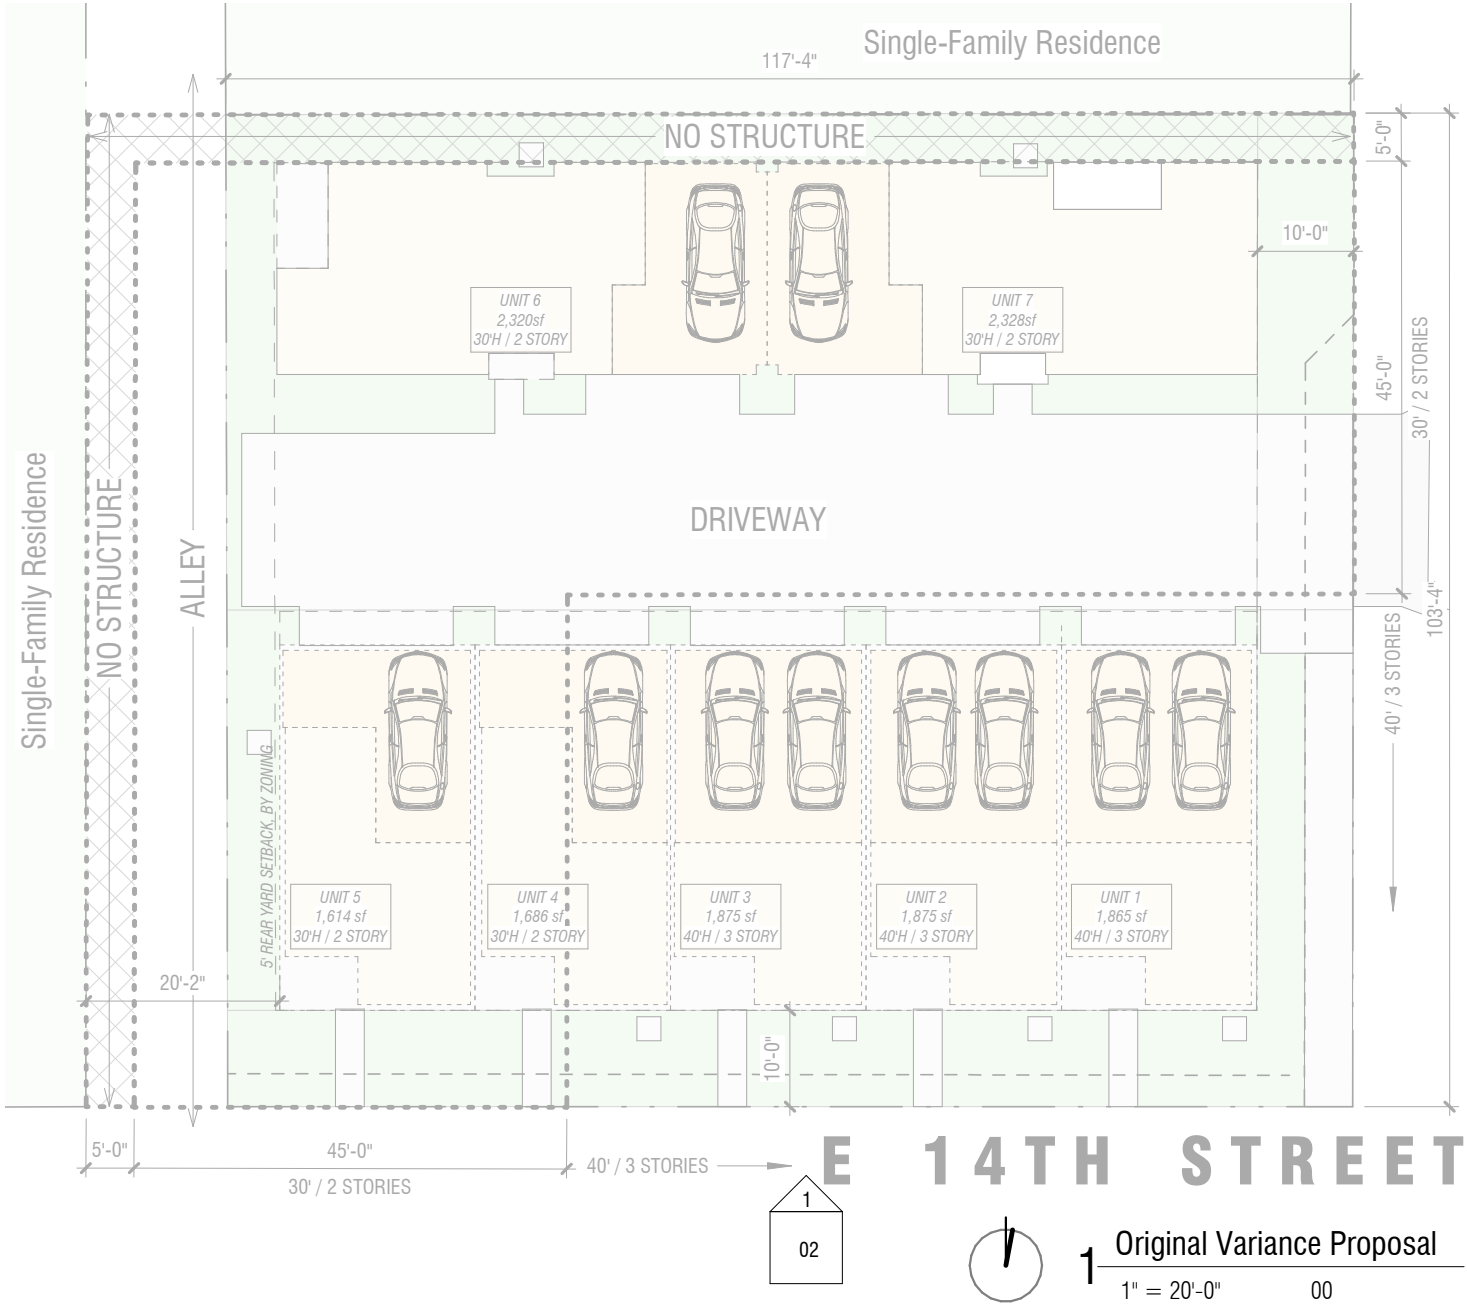 Single-Family Residence
117'-4"
NO STRUCTURE
5'-0"
10'-0"
UNIT 6
2,320sf
30'H / 2 STORY
UNIT 7
2,328sf
30'H / 2 STORY
45'-0"
30' / 2 STORIES
Single-Family Residence
NO STRUCTURE
ALLEY
DRIVEWAY
103'-4"
40' / 3 STORIES
5' REAR YARD SETBACK, BY ZONING
UNIT 5
1,614 sf
30'H / 2 STORY
UNIT 4
1,686 sf
30'H / 2 STORY
UNIT 3
1,875 sf
40'H / 3 STORY
UNIT 2
1,875 sf
40'H / 3 STORY
UNIT 1
1,865 sf
40'H / 3 STORY
20'-2"
10'-0"
5'-0"
45'-0"
30' / 2 STORIES
40' / 3 STORIES
E 14TH STREET
1
02
1
Original Variance Proposal
1" = 20'-0"
00